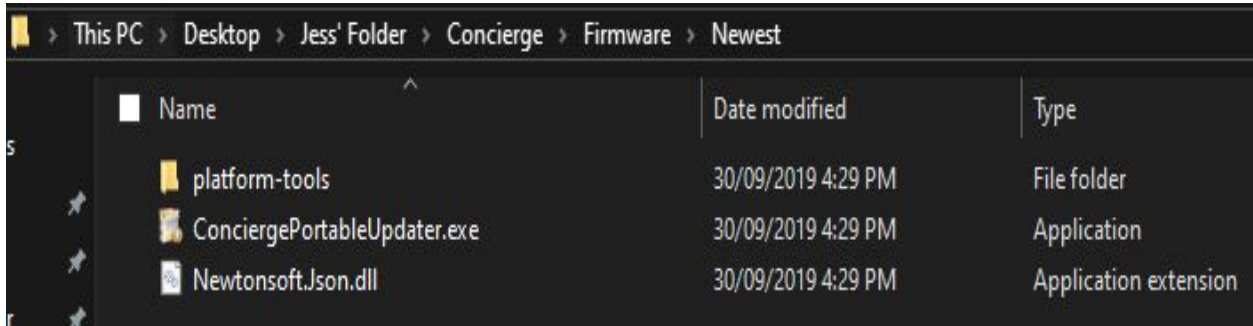 This PC > Desktop > Jess' Folder > Concierge > Firmware > Newest
Name Date modified Type
s
platform-tools 30/09/2019 4:29 PM File folder
ConciergePortableUpdater.exe 30/09/2019 4:29 PM Application
Newtonsoft.Json.dll 30/09/2019 4:29 PM Application extension
r